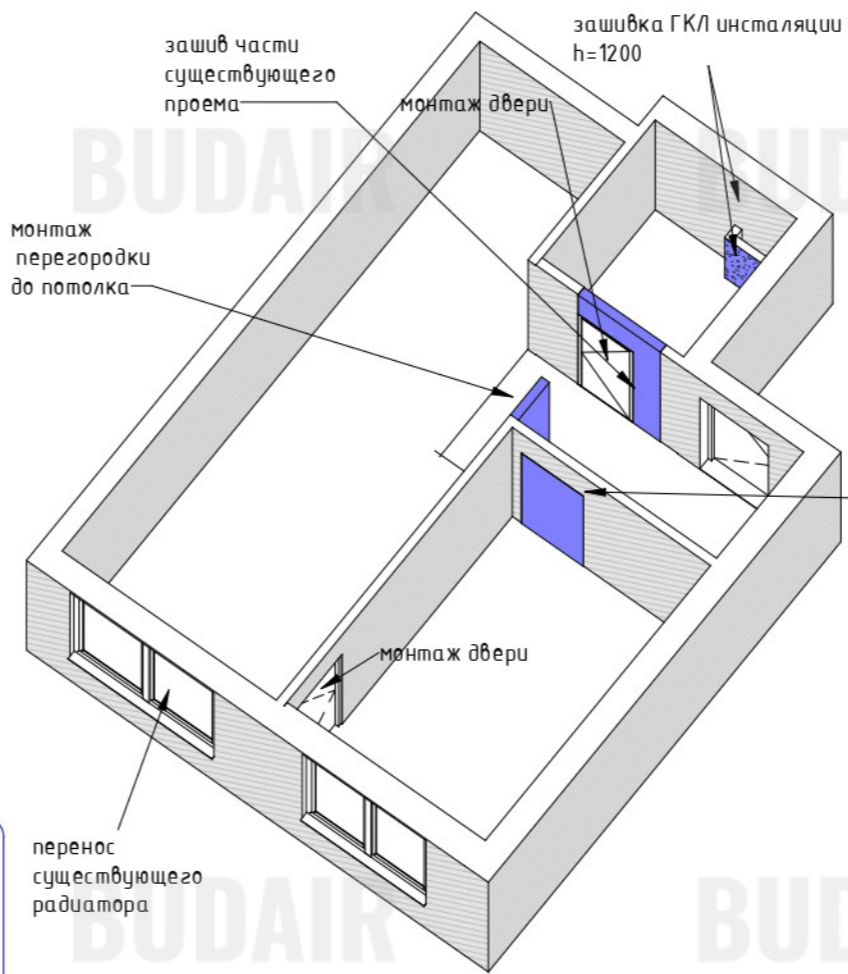 зашивка ГКЛ инсталяции
h=1200
зашив части
существующего
проема
монтаж двери
монтаж
перегородки
до потолка
монтаж двери
перенос
существующего
радиатора
BUDAIR
BUD
BUDAIR
BUD